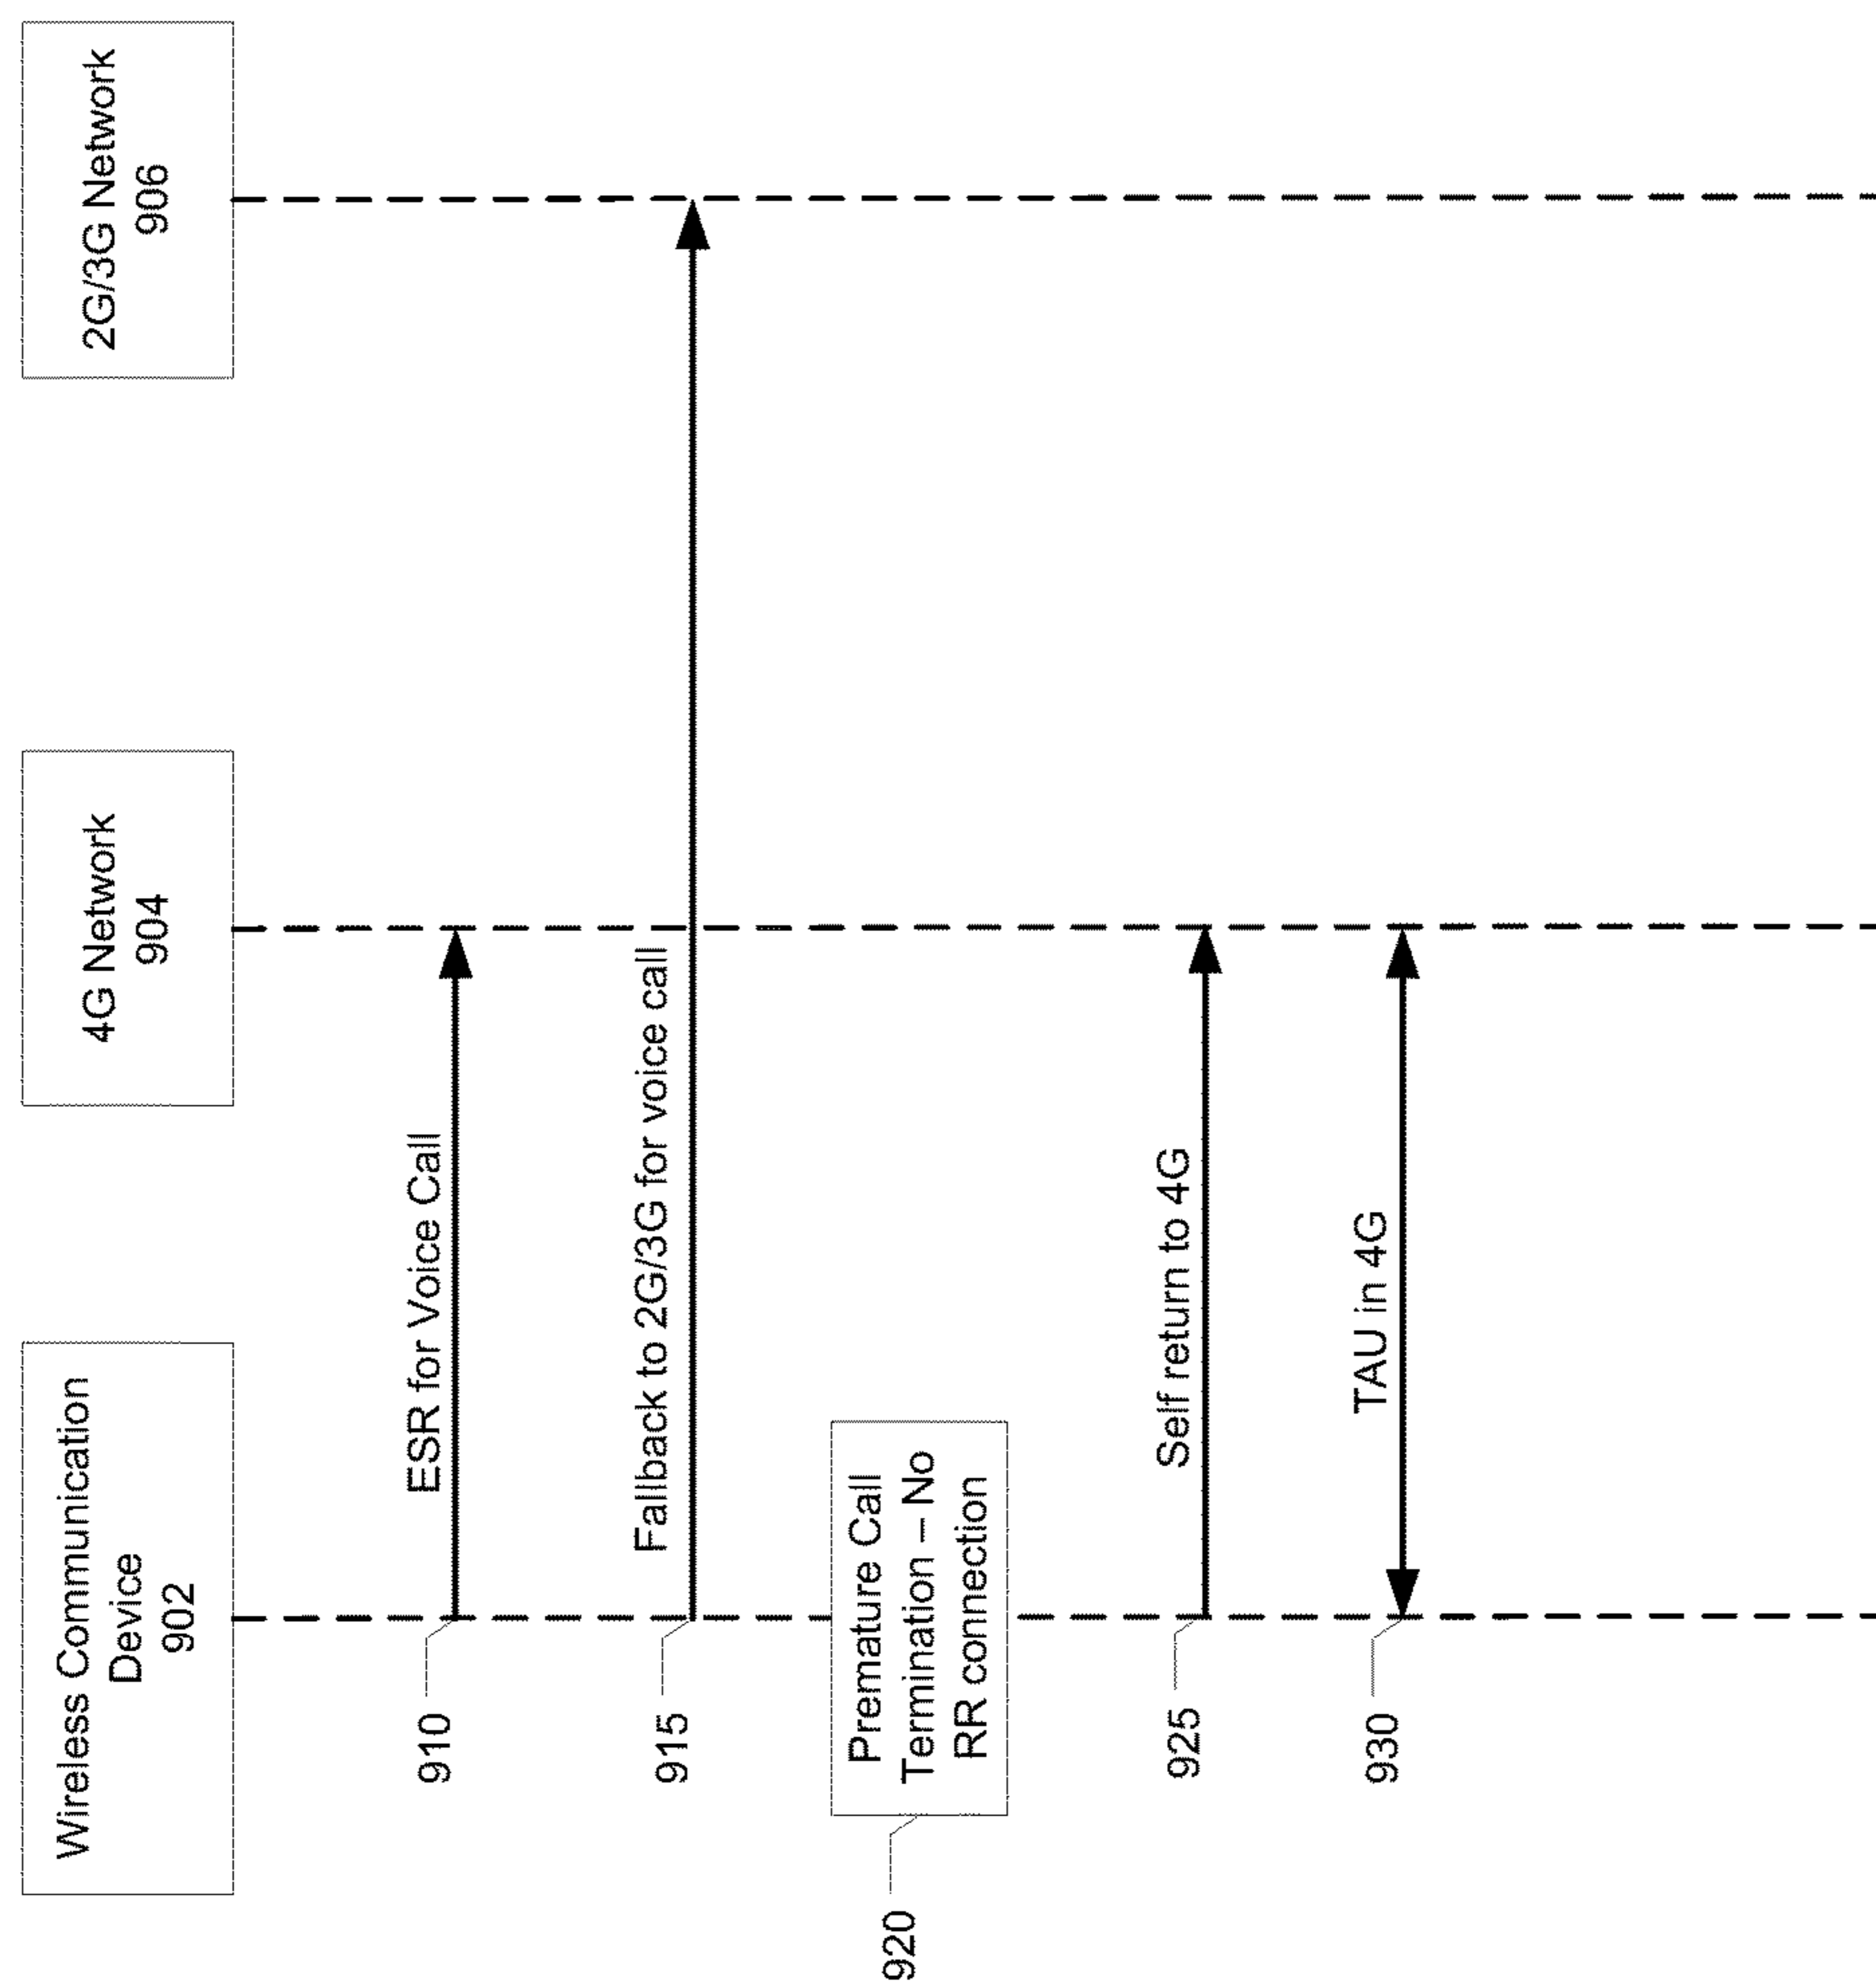 Wireless Communication
Device
902
4G Network
904
2G/3G Network
906
910
ESR for Voice Call
915
Fallback to 2G/3G for voice call
920
Premature Call
Termination – No
RR connection
925
Self return to 4G
930
TAU in 4G